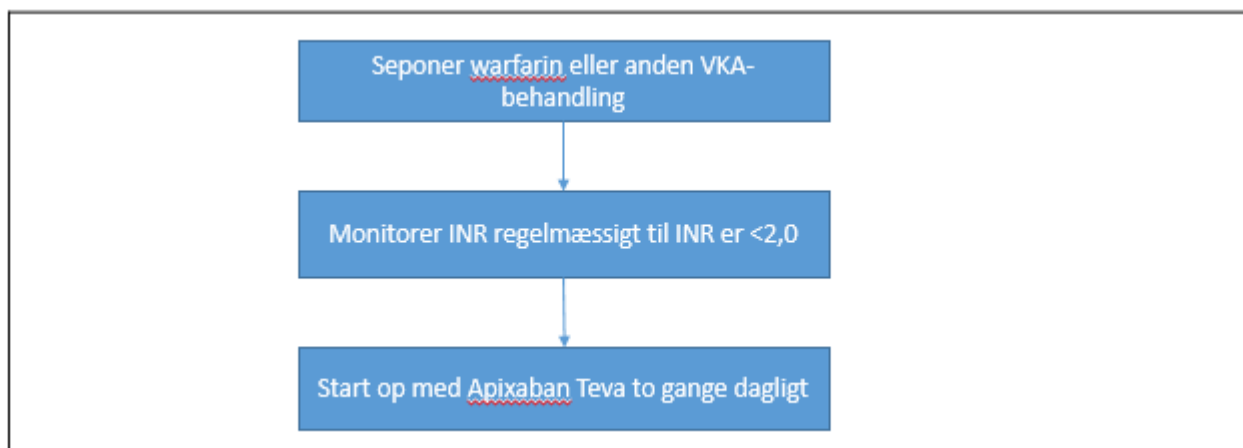 Seponer warfarin eller anden VKA-
behandling
Monitorer INR regelmæssigt til INR er <2,0
Start op med Apixaban Teva to gange dagligt